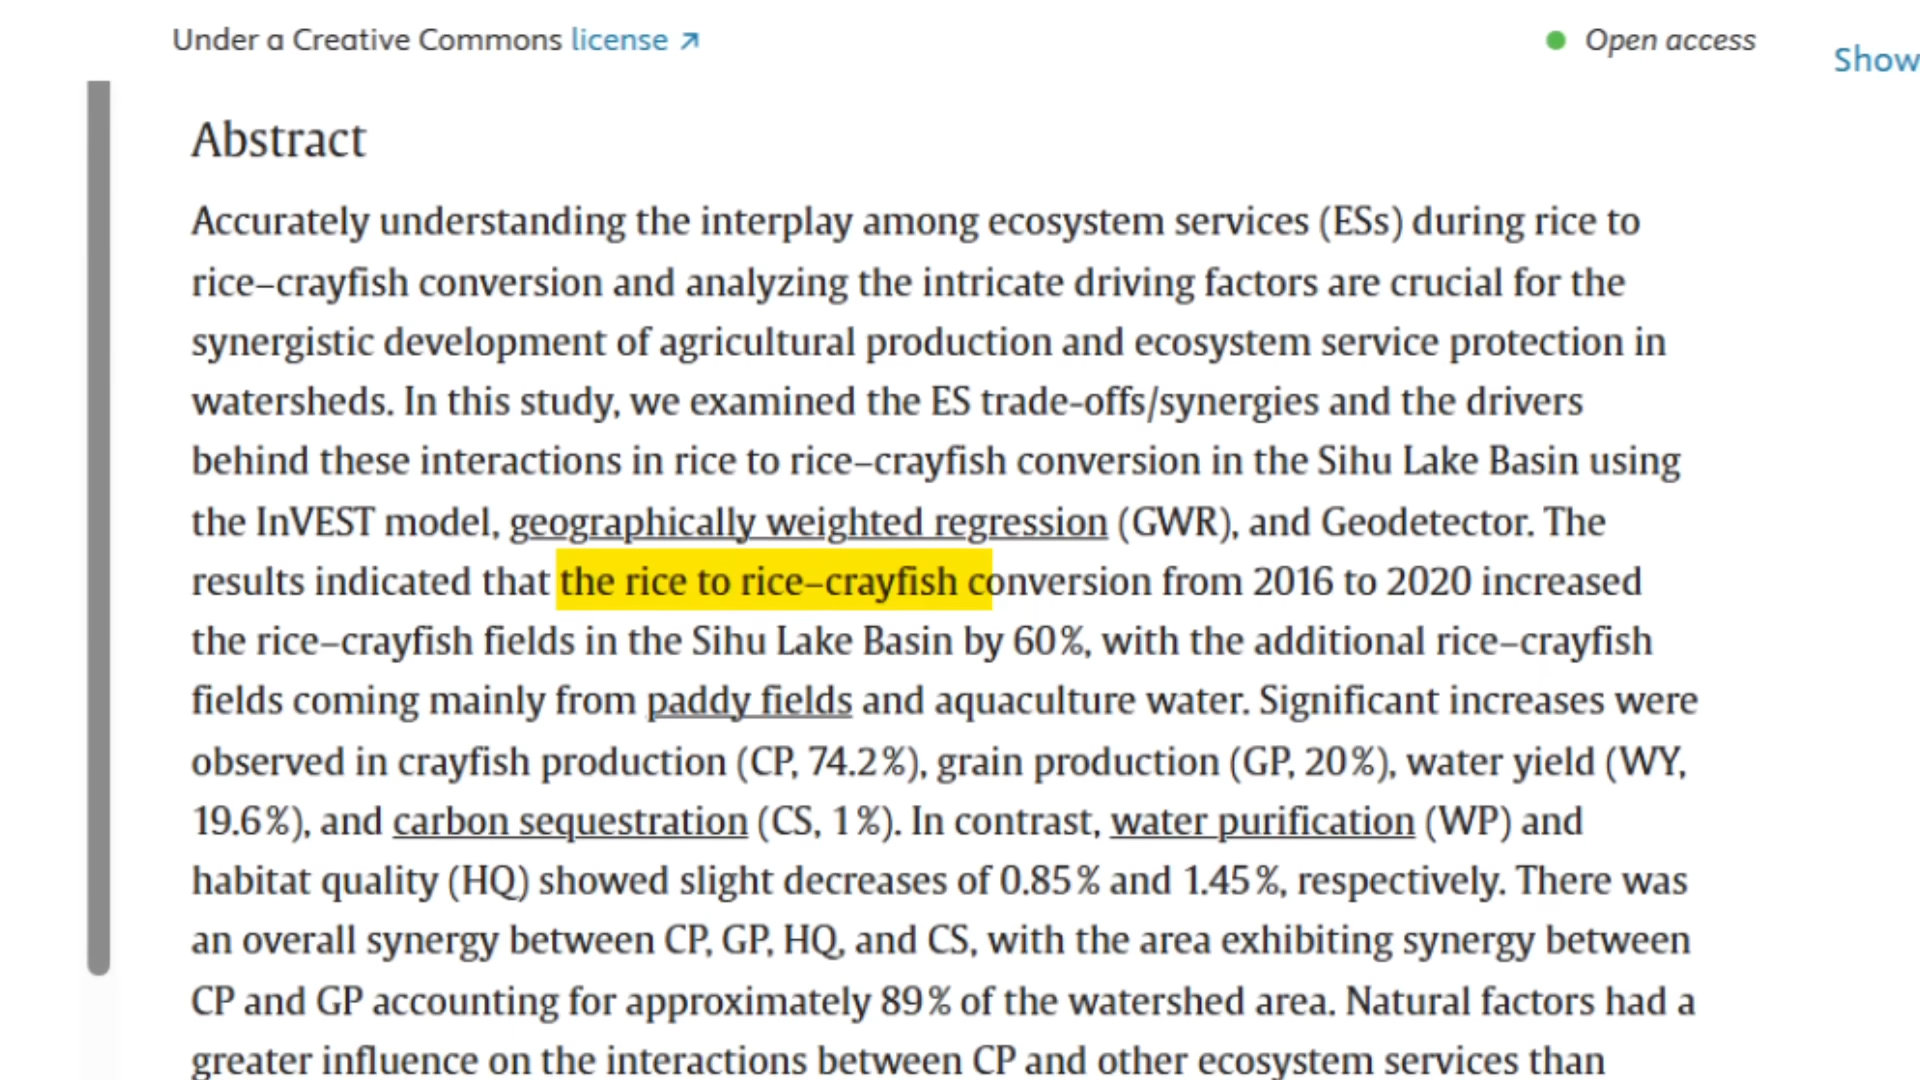 Under a Creative Commons license ↗
Open access
Show
Abstract
Accurately understanding the interplay among ecosystem services (ESs) during rice to
rice–crayfish conversion and analyzing the intricate driving factors are crucial for the
synergistic development of agricultural production and ecosystem service protection in
watersheds. In this study, we examined the ES trade-offs/synergies and the drivers
behind these interactions in rice to rice–crayfish conversion in the Sihu Lake Basin using
the InVEST model, geographically weighted regression (GWR), and Geodetector. The
results indicated that the rice to rice–crayfish conversion from 2016 to 2020 increased
the rice–crayfish fields in the Sihu Lake Basin by 60%, with the additional rice–crayfish
fields coming mainly from paddy fields and aquaculture water. Significant increases were
observed in crayfish production (CP, 74.2%), grain production (GP, 20%), water yield (WY,
19.6%), and carbon sequestration (CS, 1%). In contrast, water purification (WP) and
habitat quality (HQ) showed slight decreases of 0.85% and 1.45%, respectively. There was
an overall synergy between CP, GP, HQ, and CS, with the area exhibiting synergy between
CP and GP accounting for approximately 89% of the watershed area. Natural factors had a
greater influence on the interactions between CP and other ecosystem services than